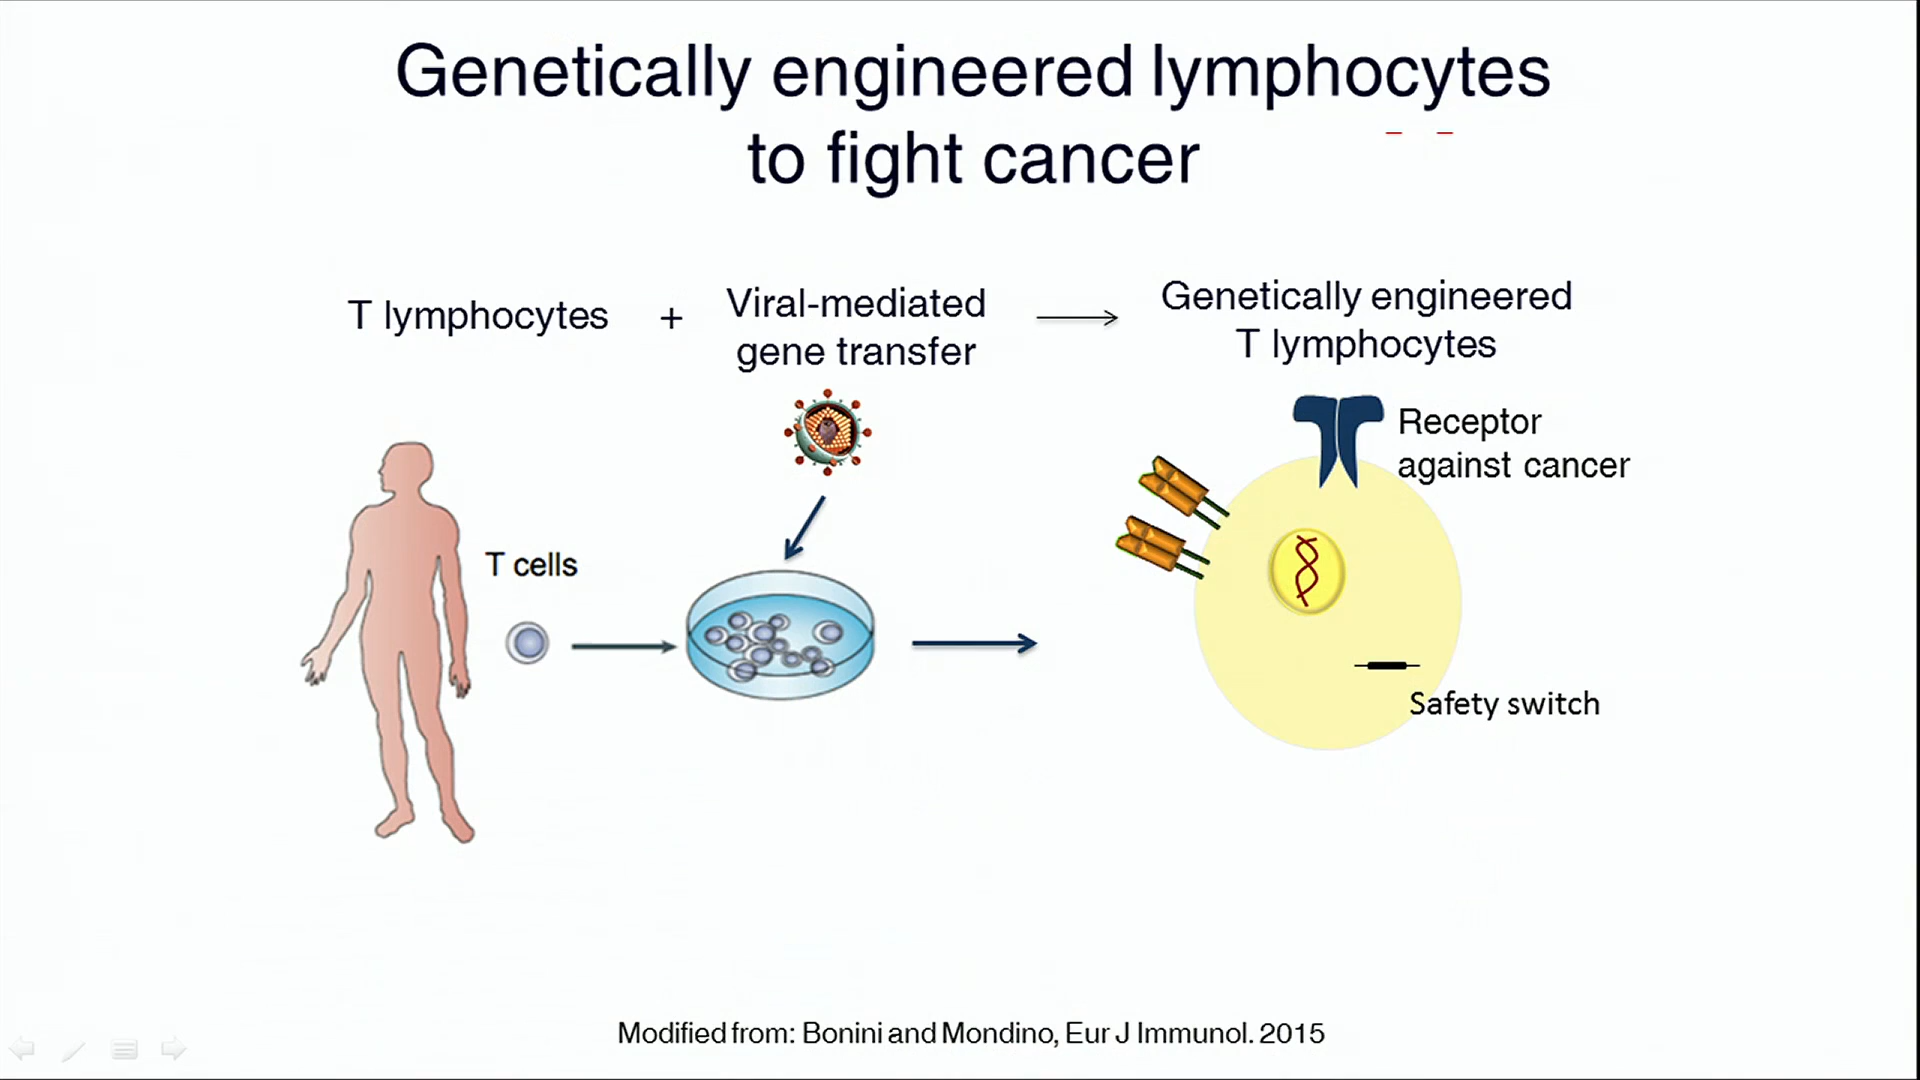 Genetically engineered lymphocytes
to fight cancer
T lymphocytes + Viral-mediated
gene transfer
Genetically engineered
T lymphocytes
Receptor
against cancer
T cells
Safety switch
Modified from: Bonini and Mondino, Eur J Immunol. 2015